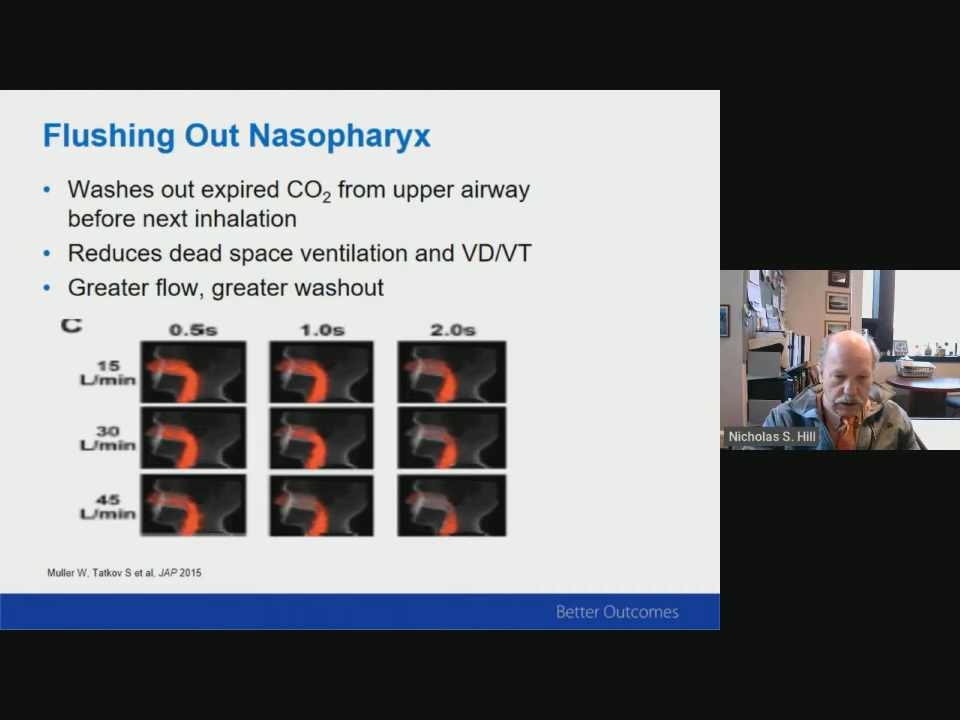 Flushing Out Nasopharyx
• Washes out expired CO₂ from upper airway
before next inhalation
• Reduces dead space ventilation and VD/VT
• Greater flow, greater washout
C
0.5s 1.0s 2.0s
15
L/min
30
L/min
45
L/min
Muller W, Tatkov S et al, JAP 2015
Better Outcomes
Nicholas S. Hill